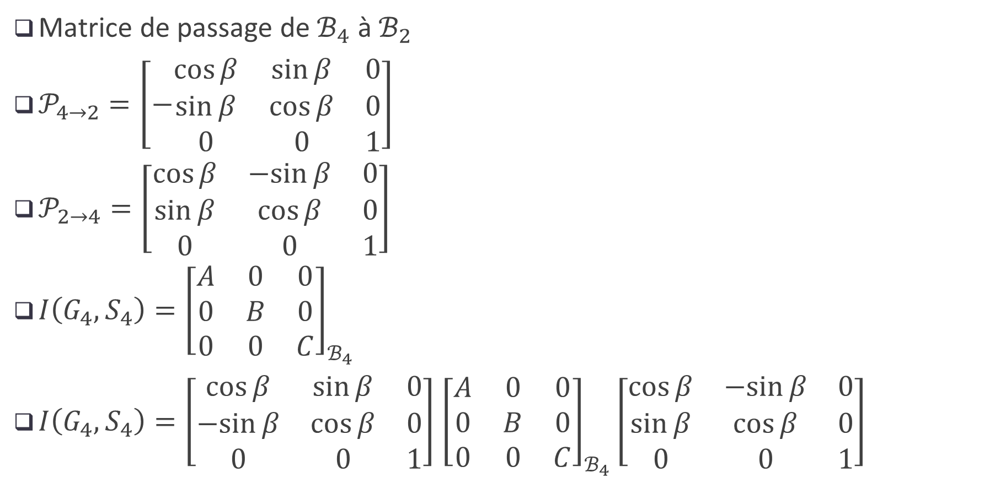 ❑ Matrice de passage de ℬ₄ à ℬ₂
❑ 𝒫₄→₂ = [cos β sin β 0
−sin β cos β 0
0 0 1]
❑ 𝒫₂→₄ = [cos β −sin β 0
sin β cos β 0
0 0 1]
❑ I(G₄, S₄) = [A 0 0
0 B 0
0 0 C]ℬ₄
❑ I(G₄, S₄) = [cos β sin β 0] [A 0 0] [cos β −sin β 0]
[−sin β cos β 0] [0 B 0] [sin β cos β 0]
[0 0 1] [0 0 C]ℬ₄ [0 0 1]